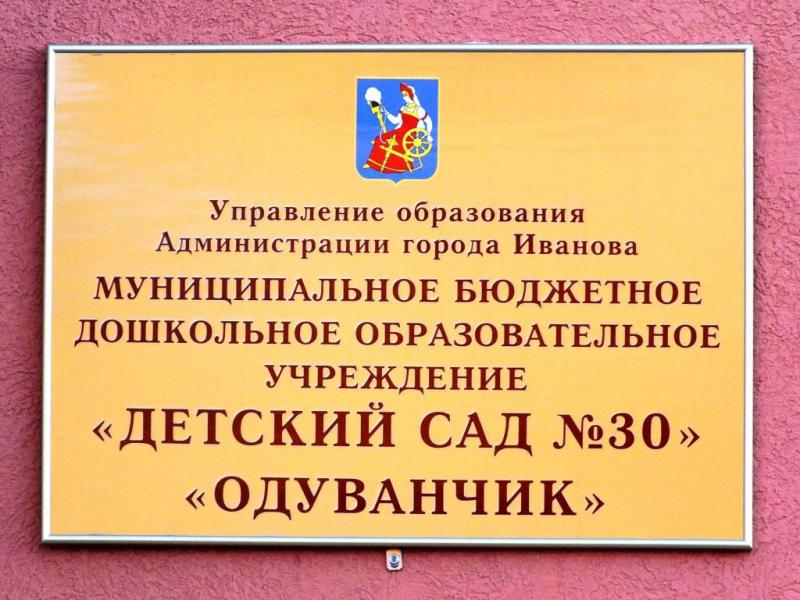 Управление образования
Администрации города Иванова
МУНИЦИПАЛЬНОЕ БЮДЖЕТНОЕ
ДОШКОЛЬНОЕ ОБРАЗОВАТЕЛЬНОЕ
УЧРЕЖДЕНИЕ
«ДЕТСКИЙ САД №30»
«ОДУВАНЧИК»